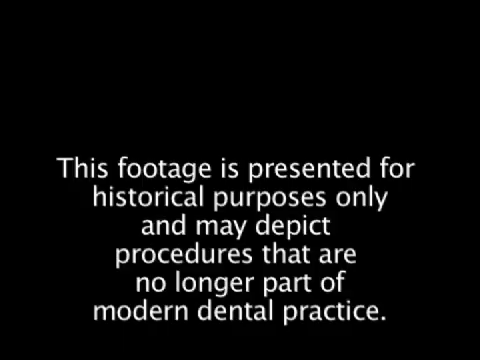 This footage is presented for
historical purposes only
and may depict
procedures that are
no longer part of
modern dental practice.